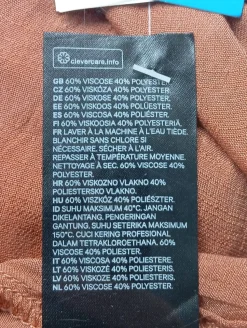 clevercare.info
GB 60% VISCOSE 40% POLYESTER.
CZ 60% VISKÓZA 40% POLYESTER.
DE 60% VISKOSE 40% POLYESTER.
EE 60% VISKOOS 40% POLÜESTER.
ES 60% VISCOSA 40% POLIÉSTER.
FI 60% VISKOOSIA 40% POLYESTERIÄ.
FR LAVER À LA MACHINE À L'EAU TIÈDE.
BLANCHIR SANS CHLORE SI
NÉCESSAIRE. SÉCHER À L'AIR.
REPASSER À TEMPÉRATURE MOYENNE.
NETTOYAGE À SEC. 60% VISCOSE 40%
POLYESTER.
HR 60% VISKOZNO VLAKNO 40%
POLIESTERSKO VLAKNO.
HU 60% VISZKÓZ 40% POLIÉSZTER.
ID SUHU MAKSIMUM 40°C. JANGAN
DIKELANTANG. PENGERINGAN
GANTUNG. SUHU SETERIKA MAKSIMUM
150°C. CUCI KERING PROFESIONAL
DALAM TETRAKLOROETHANA. 60%
VISCOSE 40% POLYESTER.
IT 60% VISCOSA 40% POLIESTERE.
LT 60% VISKOZĖ 40% POLIESTERIS.
LV 60% VISKOZE 40% POLIESTERIS.
NL 60% VISCOSE 40% POLYESTER.